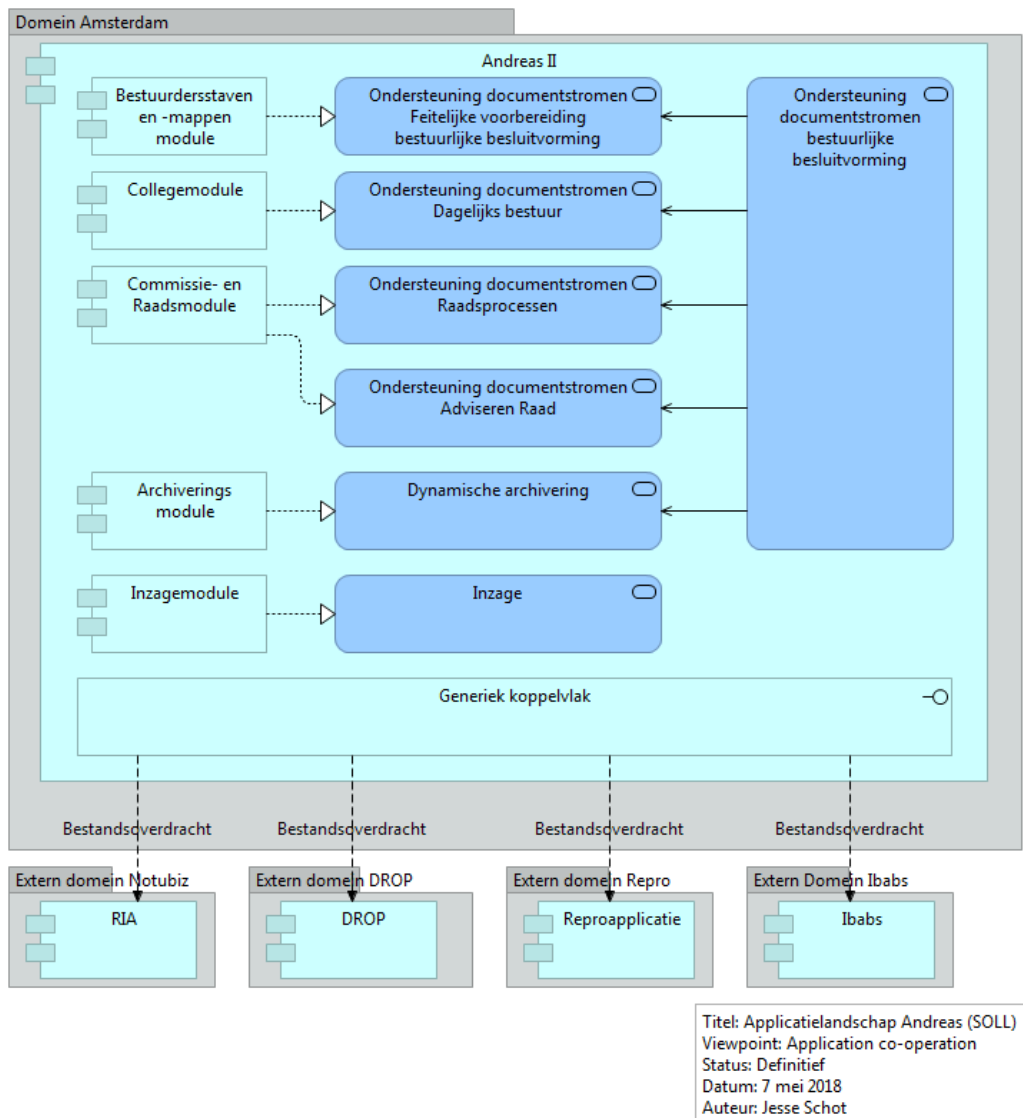 Domein Amsterdam
Andreas II
Bestuurdersstaven
en -mappen
module
Ondersteuning documentstromen
Feitelijke voorbereiding
bestuurlijke besluitvorming
Ondersteuning
documentstromen
bestuurlijke
besluitvorming
Collegemodule
Ondersteuning documentstromen
Dagelijks bestuur
Commissie- en
Raadsmodule
Ondersteuning documentstromen
Raadsprocessen
Ondersteuning documentstromen
Adviseren Raad
Archiverings
module
Dynamische archivering
Inzagemodule
Inzage
Generiek koppelvlak
Bestandsoverdracht
Bestandsoverdracht
Bestandsoverdracht
Bestandsoverdracht
Extern domein Notubiz
Extern domein DROP
Extern domein Repro
Extern Domein Ibabs
RIA
DROP
Reproapplicatie
Ibabs
Titel: Applicatielandschap Andreas (SOLL)
Viewpoint: Application co-operation
Status: Definitief
Datum: 7 mei 2018
Auteur: Jesse Schot